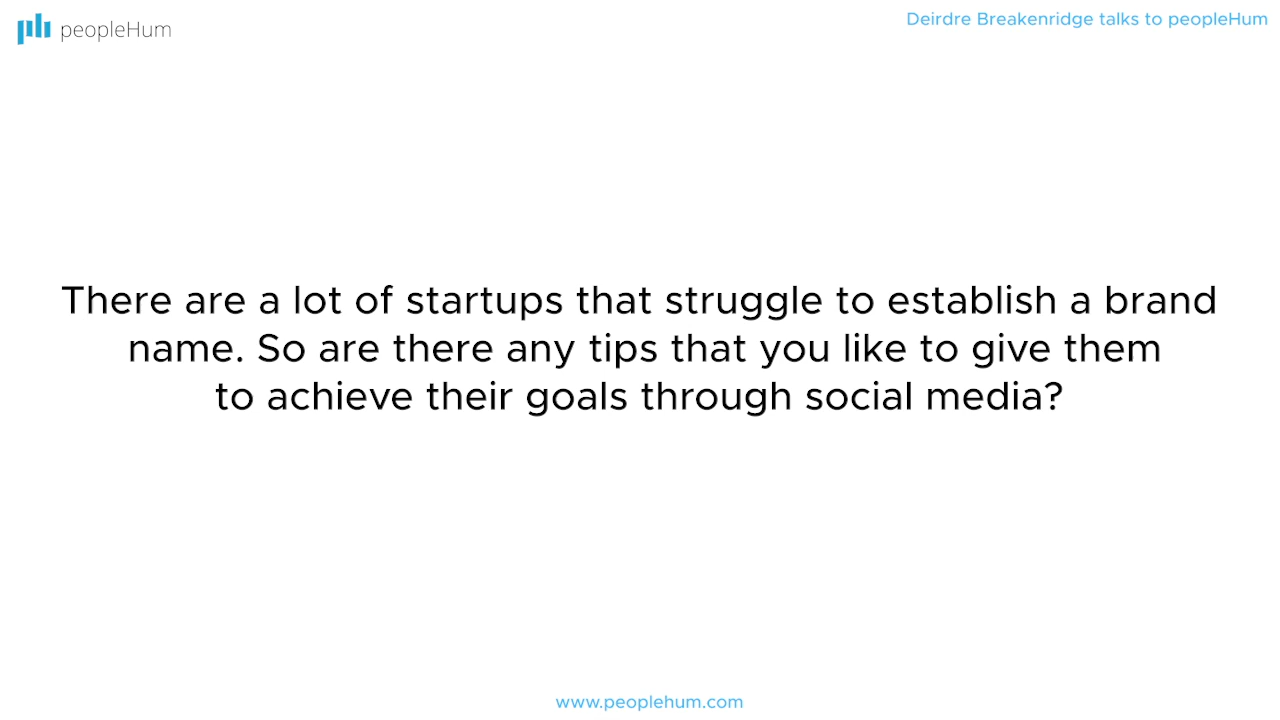 peopleHum
Deirdre Breakenridge talks to peopleHum
There are a lot of startups that struggle to establish a brand
name. So are there any tips that you like to give them
to achieve their goals through social media?
www.peoplehum.com